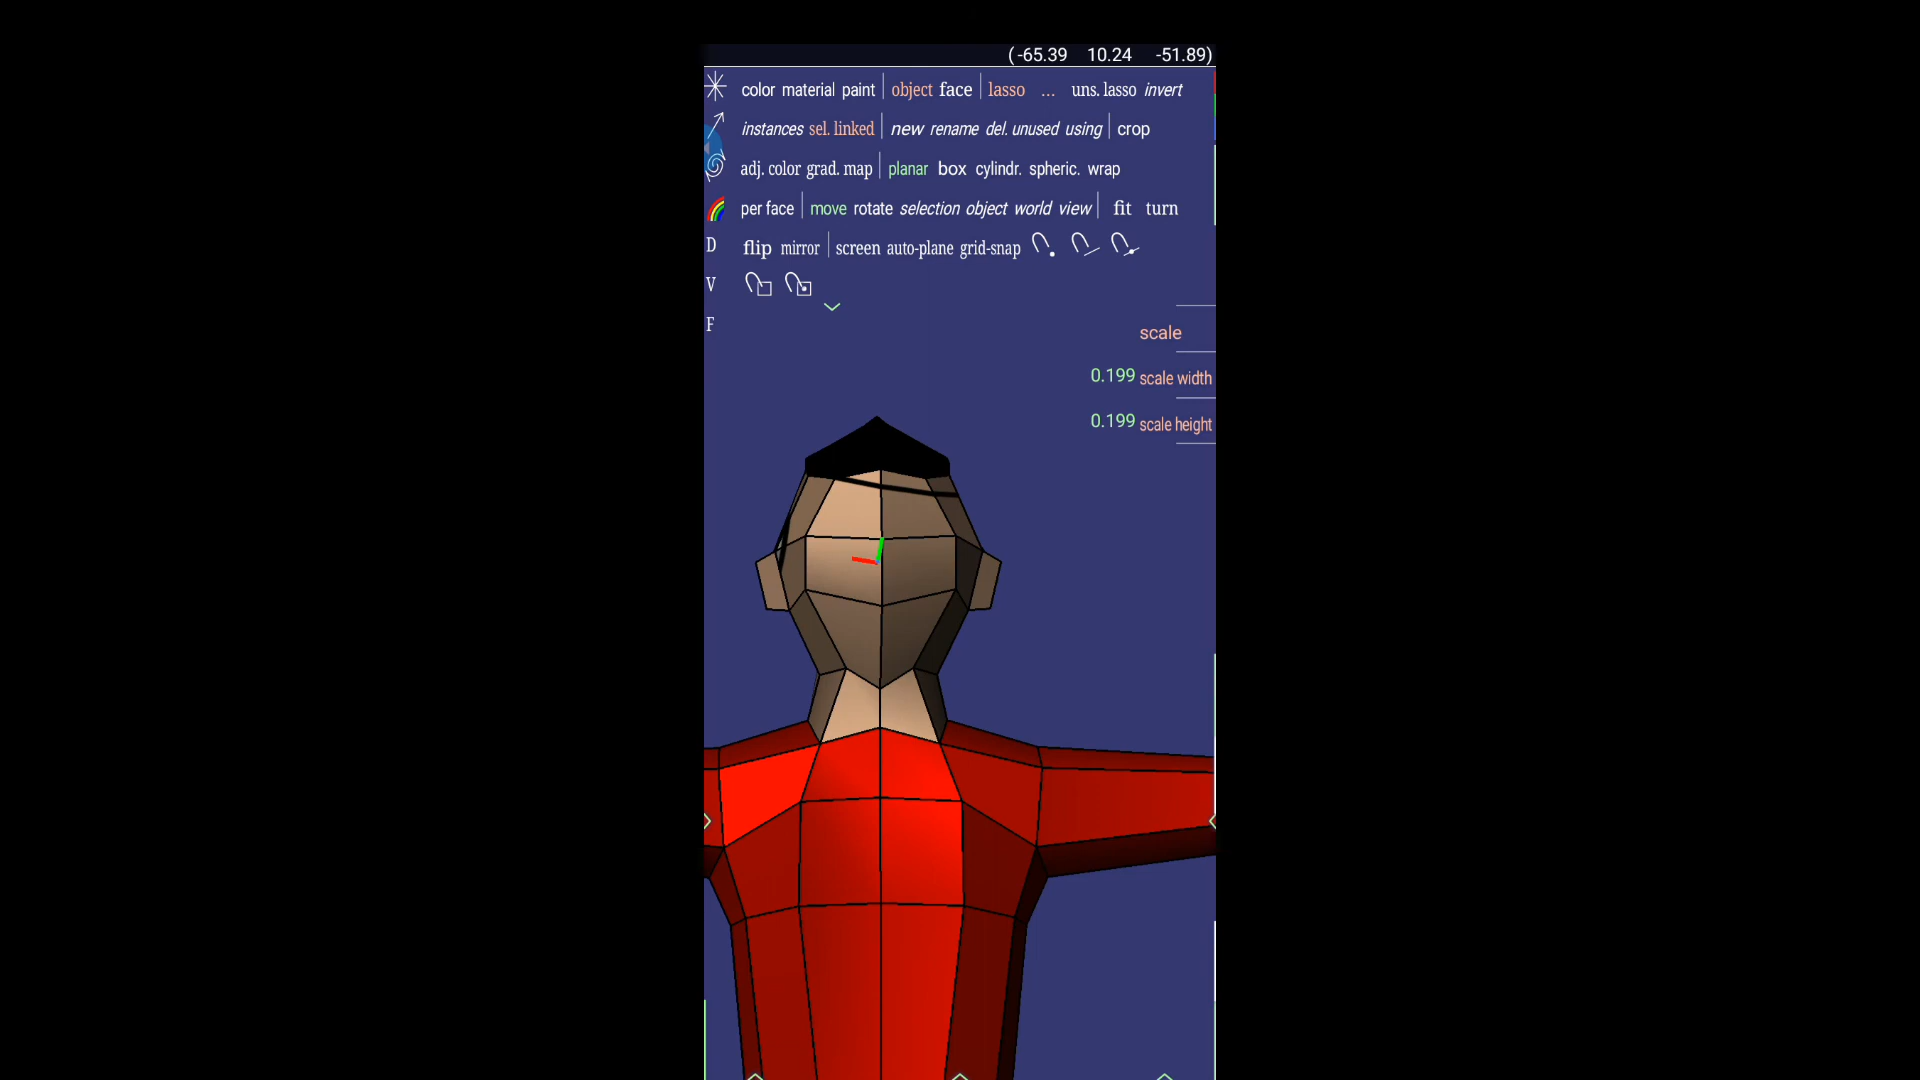 (-65.39 10.24 -51.89)
color material paint object face lasso ... uns. lasso invert
instances sel. linked new rename del. unused using crop
adj. color grad. map planar box cylindr. spheric. wrap
per face move rotate selection object world view fit turn
D flip mirror screen auto-plane grid-snap
V
F
scale
0.199 scale width
0.199 scale height